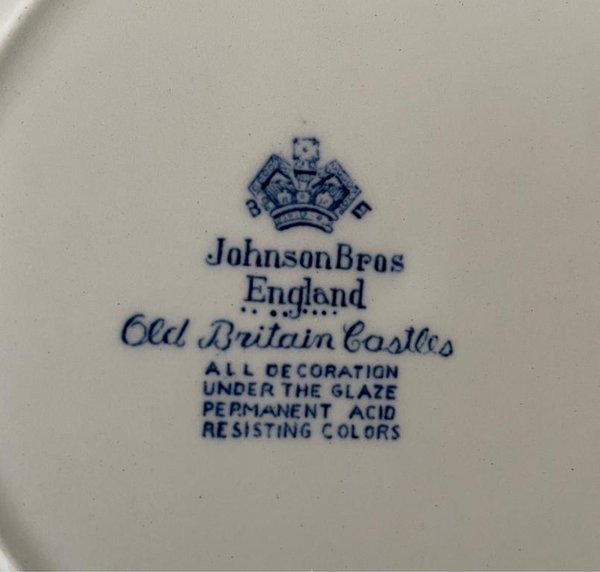 JohnsonBros
England
Old Britain Castles
ALL DECORATION
UNDER THE GLAZE
PERMANENT ACID
RESISTING COLORS